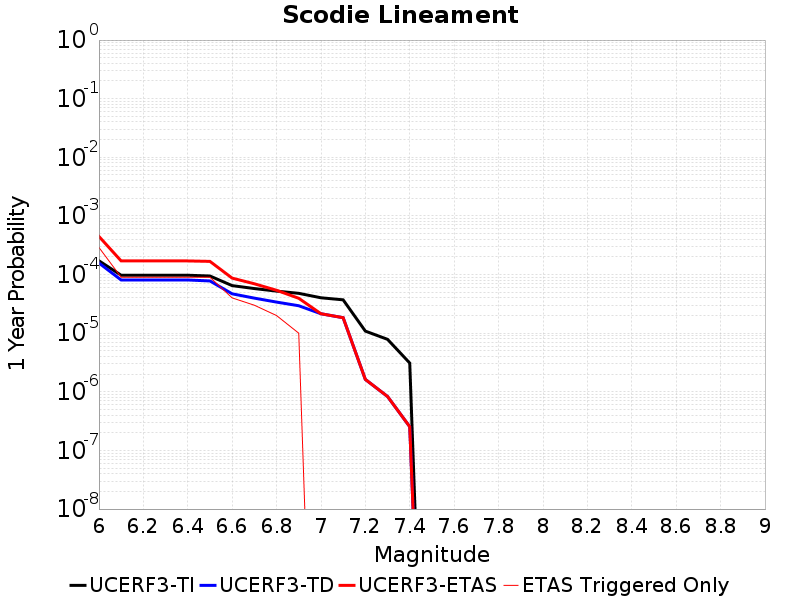 Scodie Lineament
1 Year Probability
10^0
10^-1
10^-2
10^-3
10^-4
10^-5
10^-6
10^-7
10^-8
6 6.2 6.4 6.6 6.8 7 7.2 7.4 7.6 7.8 8 8.2 8.4 8.6 8.8 9
Magnitude
UCERF3-TI UCERF3-TD UCERF3-ETAS ETAS Triggered Only